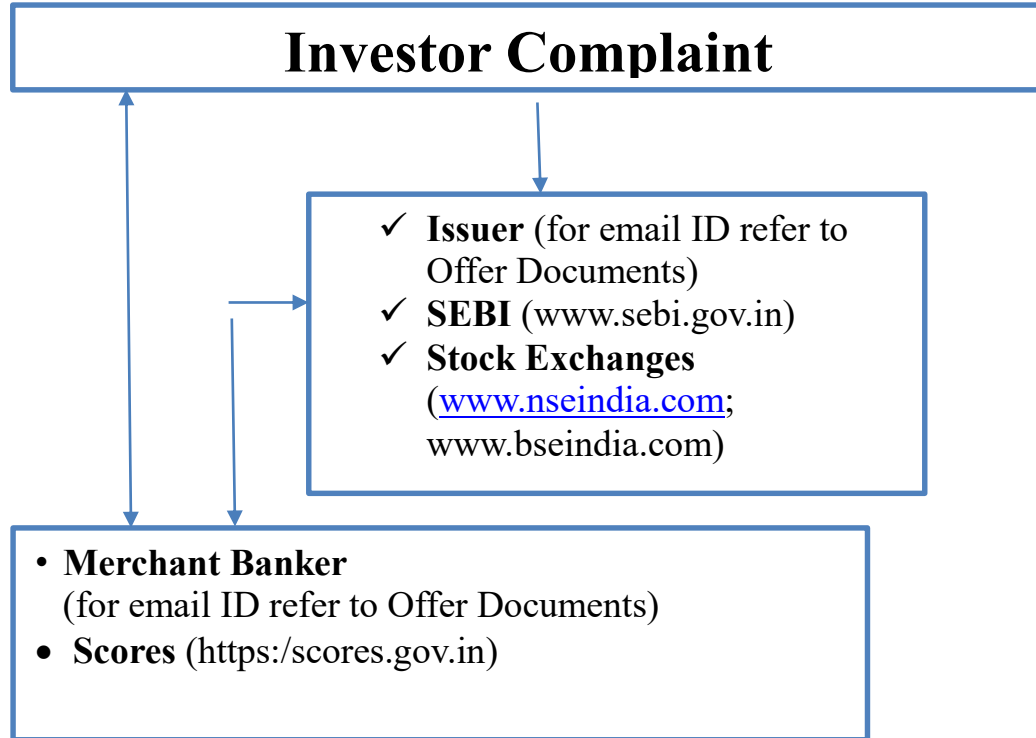 Investor Complaint
✓ Issuer (for email ID refer to
Offer Documents)
✓ SEBI (www.sebi.gov.in)
✓ Stock Exchanges
(www.nseindia.com;
www.bseindia.com)
• Merchant Banker
(for email ID refer to Offer Documents)
• Scores (https:/scores.gov.in)